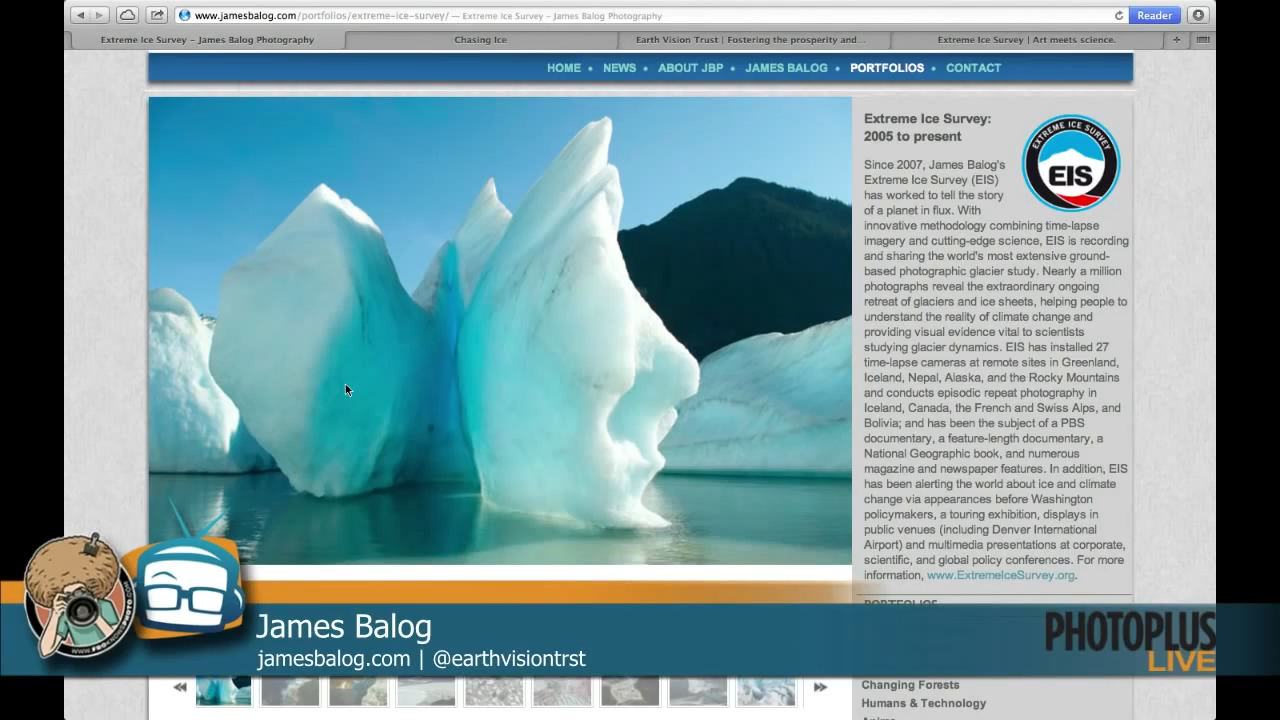 www.jamesbalog.com/portfolios/extreme-ice-survey/ — Extreme Ice Survey – James Balog Photography
Reader
Extreme Ice Survey – James Balog Photography
Chasing Ice
Earth Vision Trust | Fostering the prosperity and...
Extreme Ice Survey | Art meets science.
HOME • NEWS • ABOUT JBP • JAMES BALOG • PORTFOLIOS • CONTACT
Extreme Ice Survey:
2005 to present
EXTREME ICE SURVEY
EIS
Since 2007, James Balog's
Extreme Ice Survey (EIS)
has worked to tell the story
of a planet in flux. With
innovative methodology combining time-lapse
imagery and cutting-edge science, EIS is recording
and sharing the world's most extensive ground-
based photographic glacier study. Nearly a million
photographs reveal the extraordinary ongoing
retreat of glaciers and ice sheets, helping people to
understand the reality of climate change and
providing visual evidence vital to scientists
studying glacier dynamics. EIS has installed 27
time-lapse cameras at remote sites in Greenland,
Iceland, Nepal, Alaska, and the Rocky Mountains
and conducts episodic repeat photography in
Iceland, Canada, the French and Swiss Alps, and
Bolivia; and has been the subject of a PBS
documentary, a feature-length documentary, a
National Geographic book, and numerous
magazine and newspaper features. In addition, EIS
has been alerting the world about ice and climate
change via appearances before Washington
policymakers, a touring exhibition, displays in
public venues (including Denver International
Airport) and multimedia presentations at corporate,
scientific, and global policy conferences. For more
information, www.ExtremeIceSurvey.org.
PORTFOLIOS
James Balog
jamesbalog.com | @earthvisiontrst
PHOTOPLUS
LIVE
Changing Forests
Humans & Technology